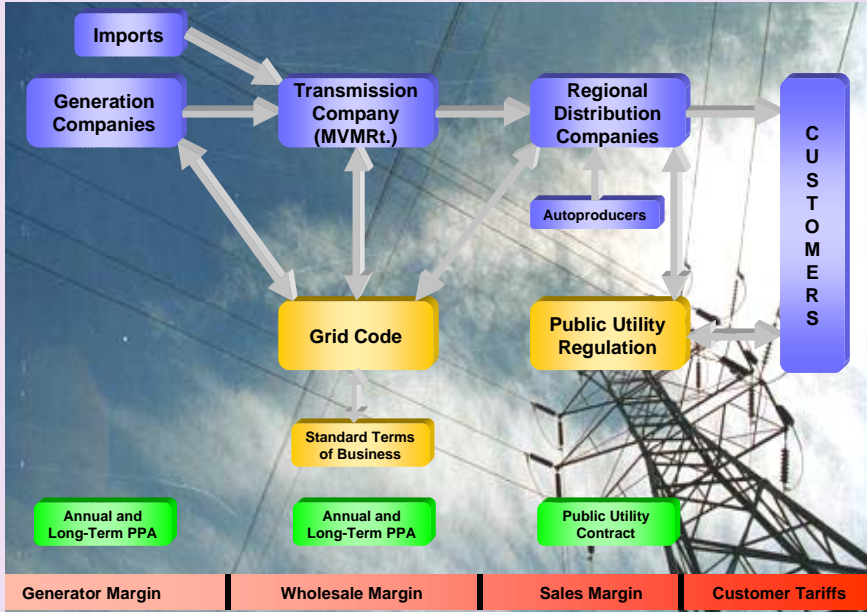 Imports
Generation
Companies
Transmission
Company
(MVMRt.)
Regional
Distribution
Companies
CUSTOMERS
Autoproducers
Grid Code
Public Utility
Regulation
Standard Terms
of Business
Annual and
Long-Term PPA
Annual and
Long-Term PPA
Public Utility
Contract
Generator Margin
Wholesale Margin
Sales Margin
Customer Tariffs